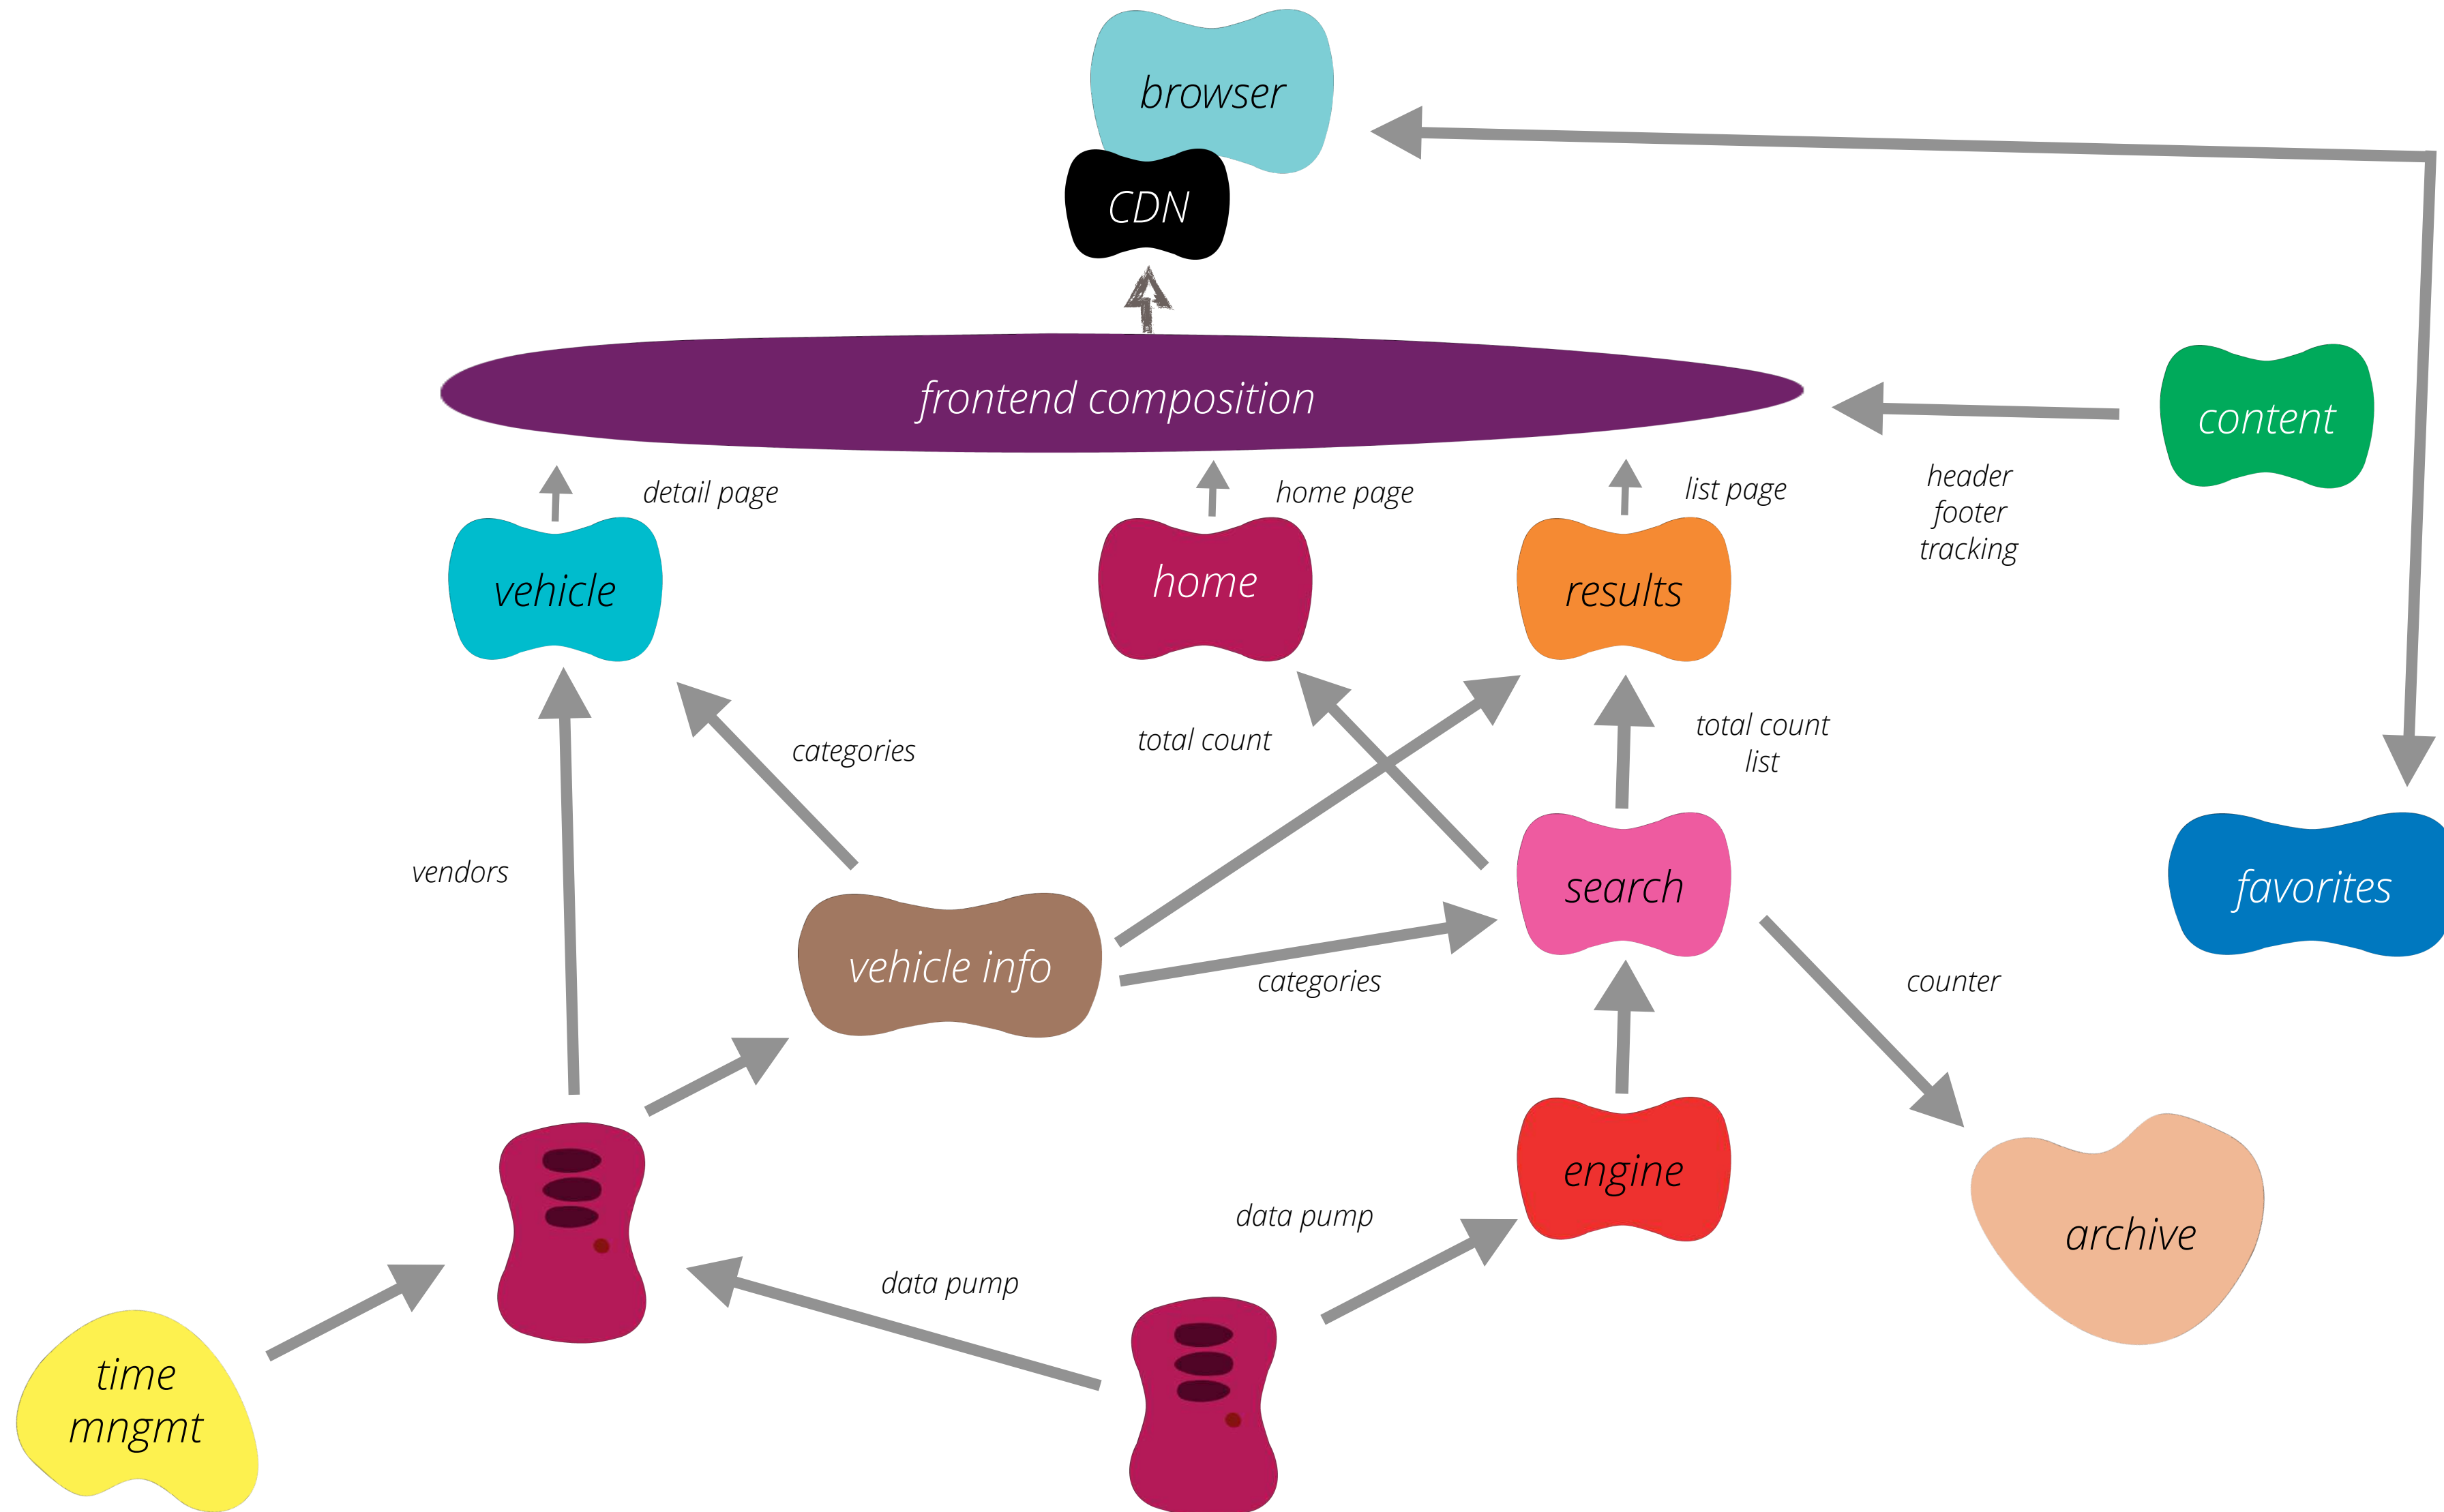 browser
CDN
frontend composition
content
detail page
home page
list page
header
footer
tracking
vehicle
home
results
categories
total count
total count
list
vendors
search
favorites
vehicle info
categories
counter
engine
data pump
archive
data pump
time
mngmt